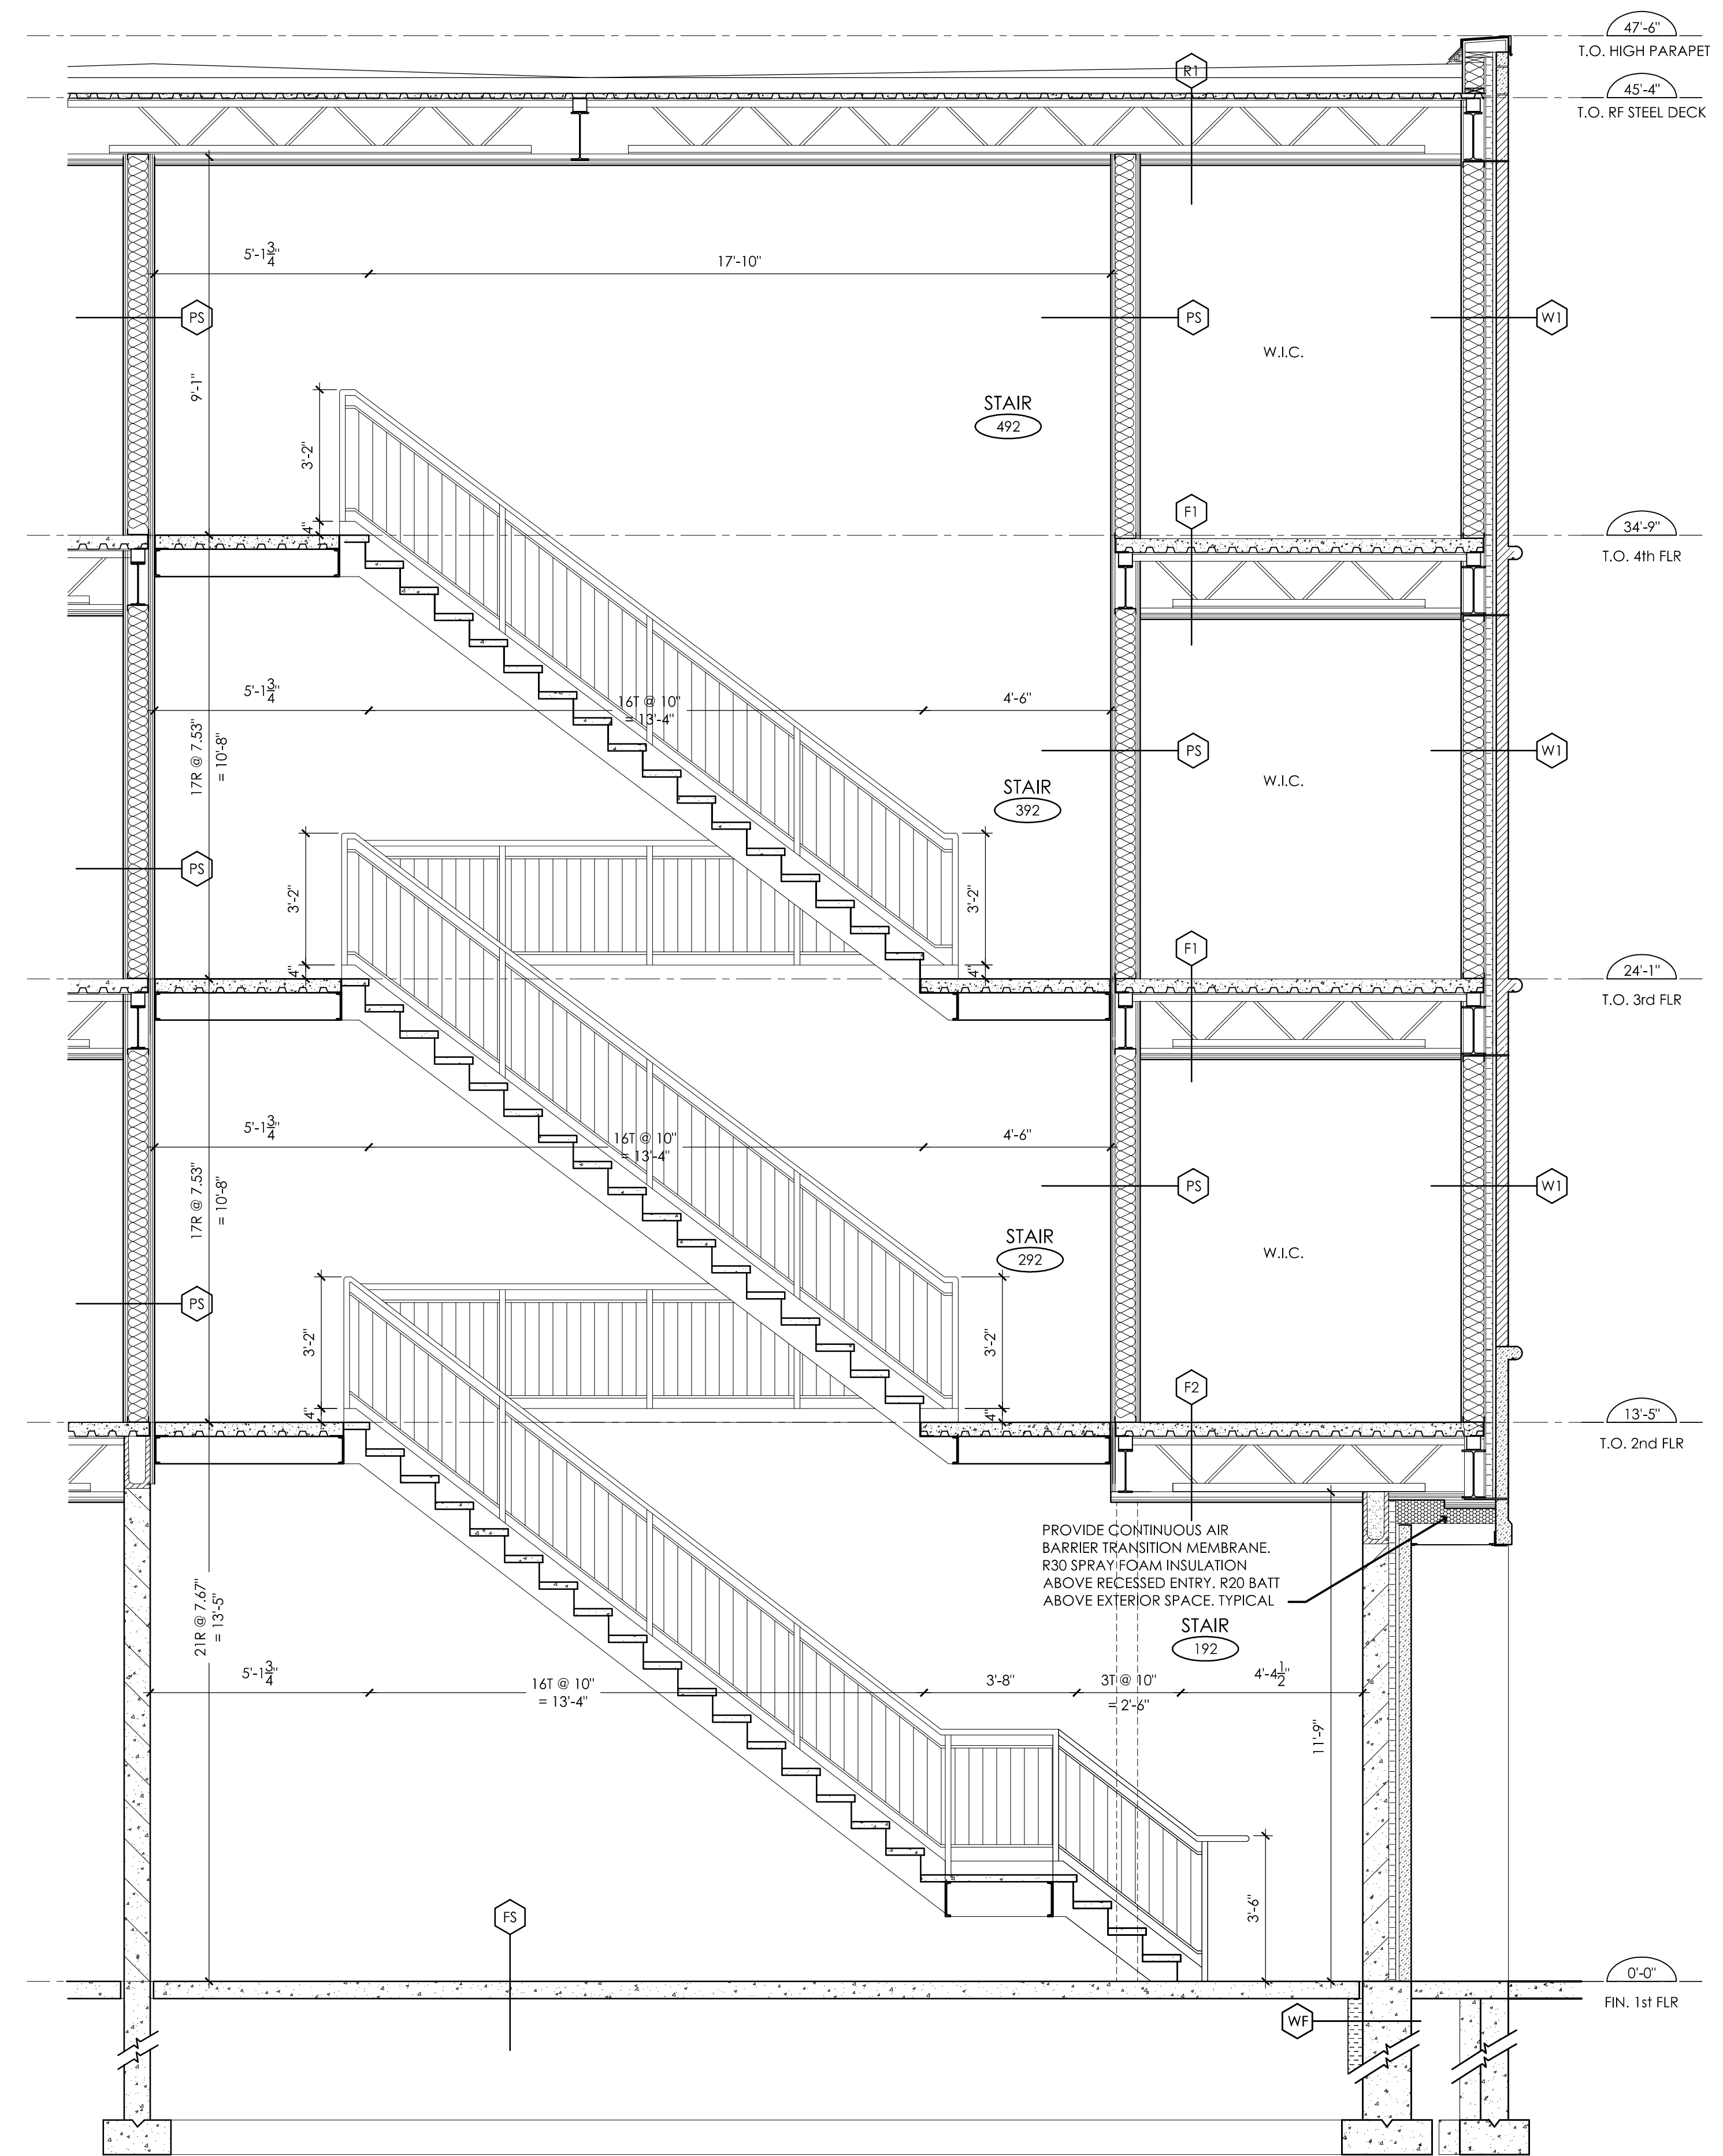 47'-6"
T.O. HIGH PARAPET
R1
45'-4"
T.O. RF STEEL DECK
5'-1 3/4"
17'-10"
PS
PS
W1
W.I.C.
9'-1"
STAIR
492
3'-2"
4"
F1
34'-9"
T.O. 4th FLR
5'-1 3/4"
16T @ 10"
= 13'-4"
4'-6"
17R @ 7.53"
= 10'-8"
PS
W1
W.I.C.
STAIR
392
PS
3'-2"
3'-2"
4"
4"
F1
24'-1"
T.O. 3rd FLR
5'-1 3/4"
16T @ 10"
= 13'-4"
4'-6"
17R @ 7.53"
= 10'-8"
PS
W1
STAIR
292
W.I.C.
PS
3'-2"
3'-2"
4"
4"
F2
13'-5"
T.O. 2nd FLR
PROVIDE CONTINUOUS AIR
BARRIER TRANSITION MEMBRANE.
R30 SPRAY FOAM INSULATION
ABOVE RECESSED ENTRY. R20 BATT
ABOVE EXTERIOR SPACE. TYPICAL
STAIR
192
21R @ 7.67"
= 13'-5"
5'-1 3/4"
16T @ 10"
= 13'-4"
3'-8"
3T @ 10"
= 2'-6"
4'-4 1/2"
11'-9"
3'-6"
FS
0'-0"
FIN. 1st FLR
WF